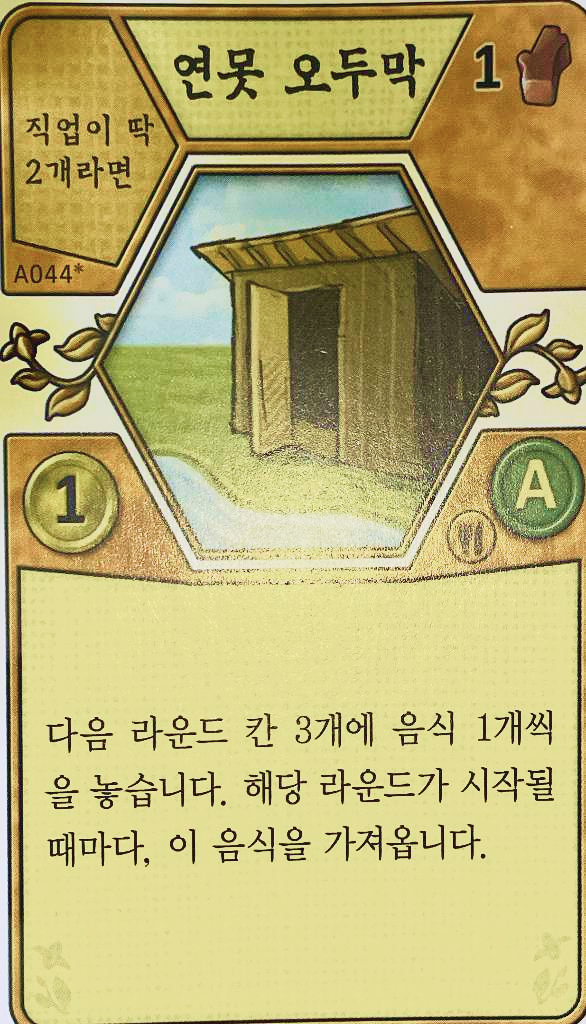 연못 오두막
1
직업이 딱
2개라면
A044*
1
A
다음 라운드 칸 3개에 음식 1개씩
을 놓습니다. 해당 라운드가 시작될
때마다, 이 음식을 가져옵니다.